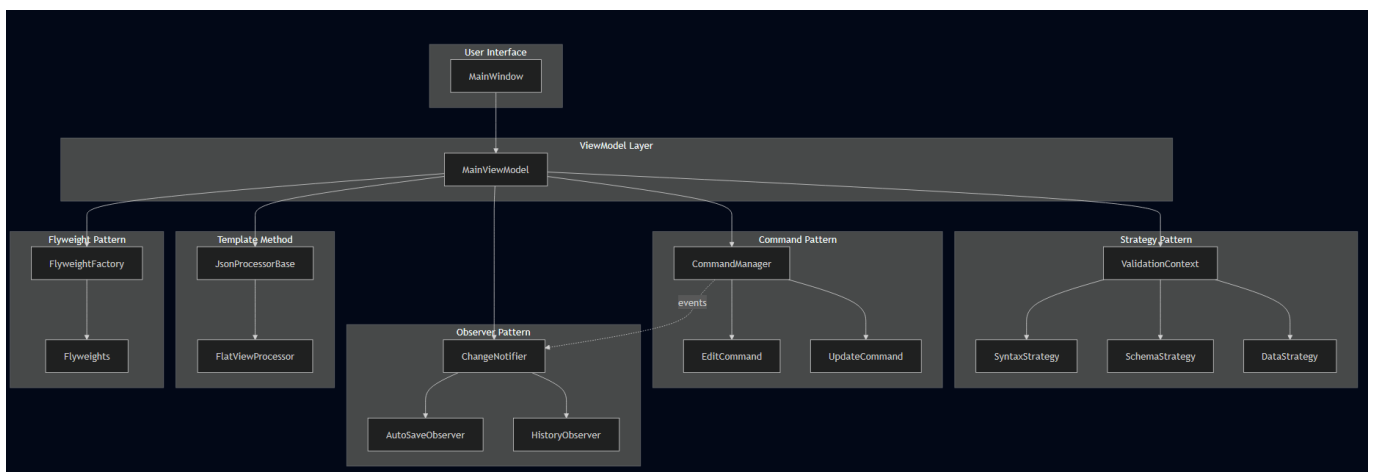 User Interface
MainWindow
ViewModel Layer
MainViewModel
Flyweight Pattern
FlyweightFactory
Flyweights
Template Method
JsonProcessorBase
FlatViewProcessor
Observer Pattern
ChangeNotifier
AutoSaveObserver
HistoryObserver
events
Command Pattern
CommandManager
EditCommand
UpdateCommand
Strategy Pattern
ValidationContext
SyntaxStrategy
SchemaStrategy
DataStrategy